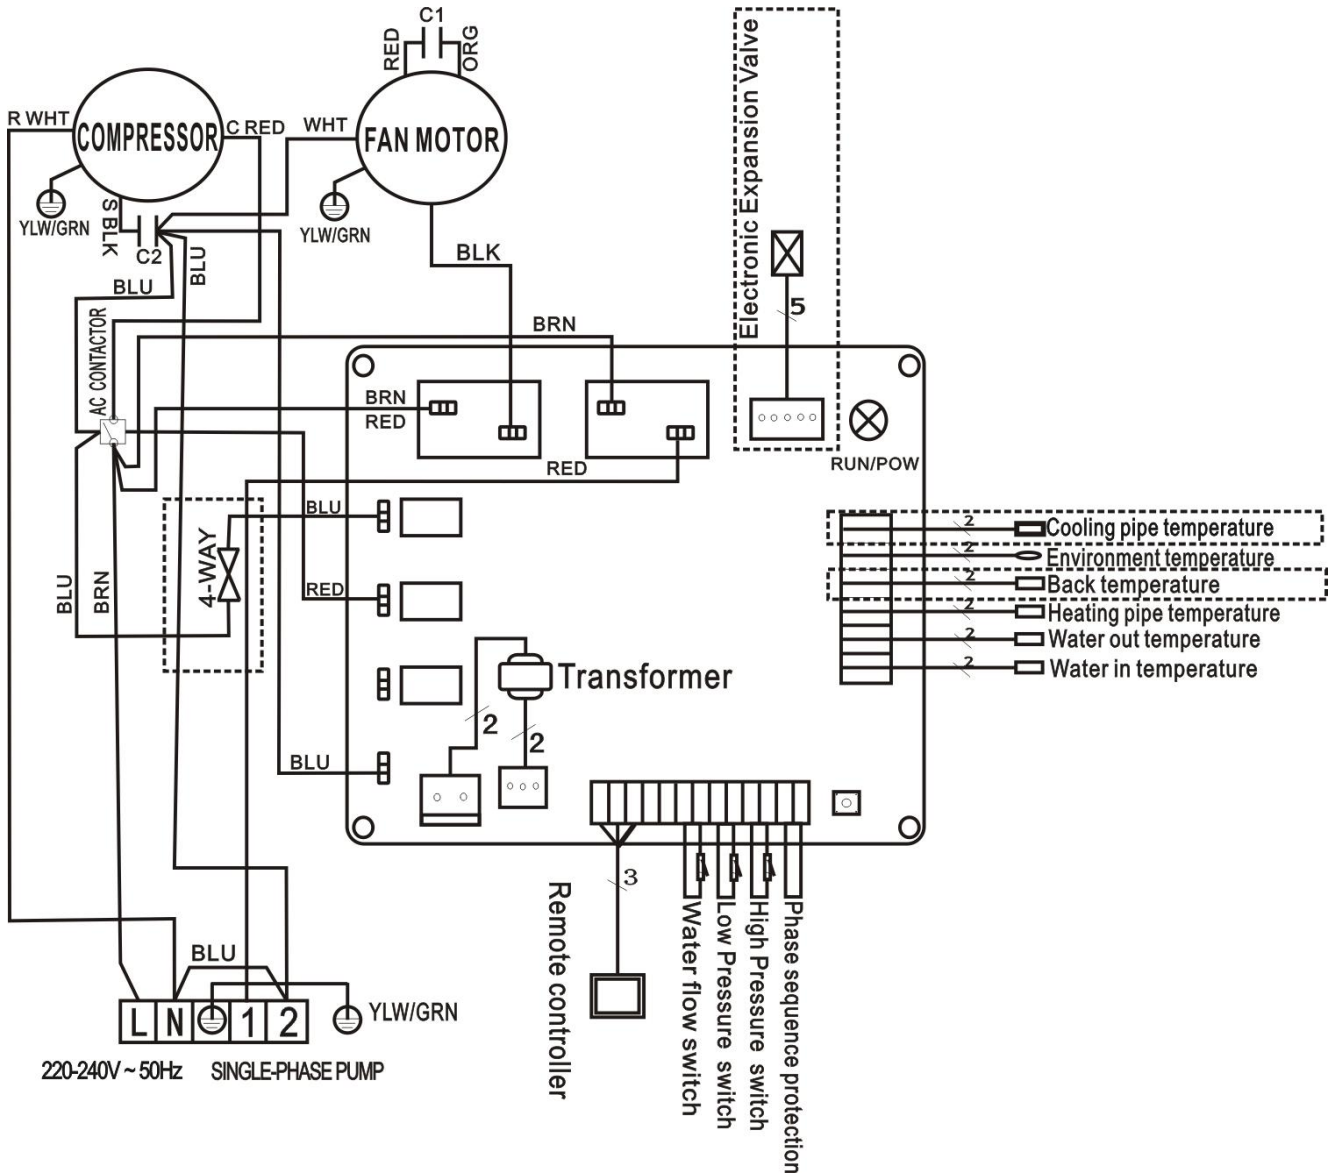 C1
RED
ORG
R WHT
COMPRESSOR
C RED
WHT
FAN MOTOR
YLW/GRN
YLW/GRN
S BLK
C2
BLU
BLU
BLK
Electronic Expansion Valve
5
AC CONTACTOR
BRN
BRN
RED
RED
RUN/POW
BLU
4-WAY
BLU
BRN
RED
BLU
Transformer
2
2
2
Cooling pipe temperature
2
Environment temperature
2
Back temperature
2
Heating pipe temperature
2
Water out temperature
2
Water in temperature
3
Remote controller
Water flow switch
Low Pressure switch
High Pressure switch
Phase sequence protection
BLU
L N 1 2
YLW/GRN
220-240V ~ 50Hz
SINGLE-PHASE PUMP